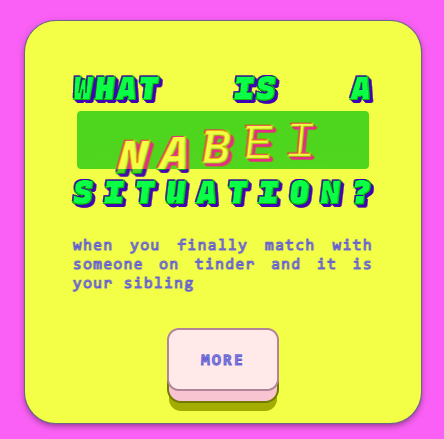 WHAT IS A
NABEI
SITUATION?
when you finally match with
someone on tinder and it is
your sibling
MORE